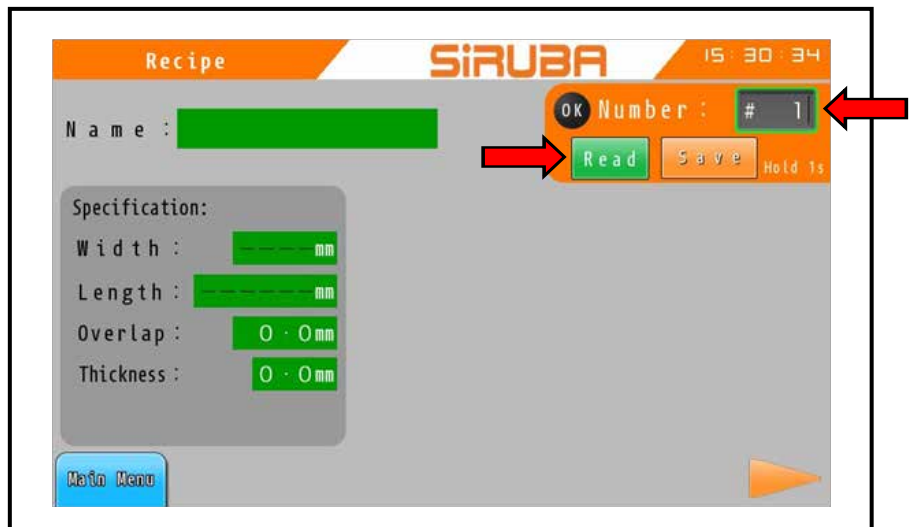 Recipe
SiRUBA
15:30:34
Name :
OK Number : # 1
Read Save Hold 1s
Specification:
Width : ----mm
Length : ------mm
Overlap : 0.0mm
Thickness : 0.0mm
Main Menu